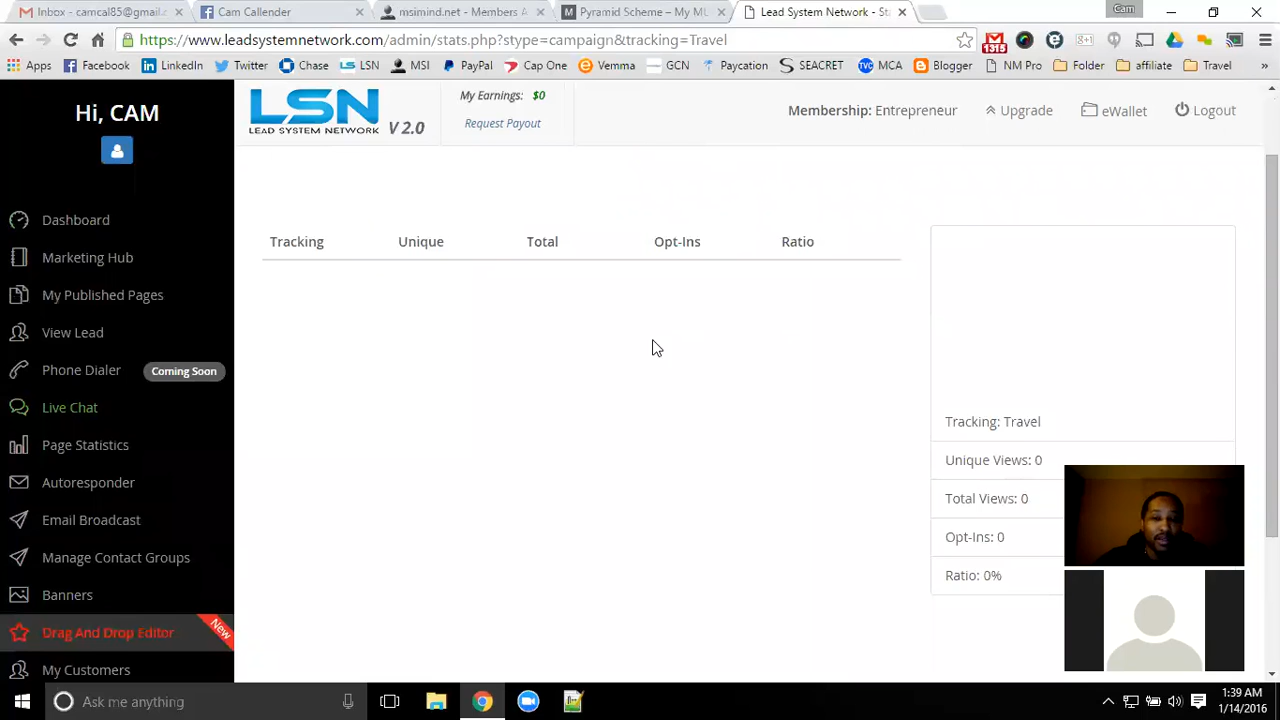 Inbox - camcal85@gmail.c
Cam Callender
msimind.net - Members A
Pyramid Scheme – My ML
Lead System Network - Sta
Cam
https://www.leadsystemnetwork.com/admin/stats.php?stype=campaign&tracking=Travel
1315
Apps
Facebook
LinkedIn
Twitter
Chase
LSN
MSI
PayPal
Cap One
Vemma
GCN
Paycation
SEACRET
MCA
Blogger
NM Pro
Folder
affiliate
Travel
Hi, CAM
LSN
LEAD SYSTEM NETWORK
V 2.0
My Earnings: $0
Request Payout
Membership: Entrepreneur
Upgrade
eWallet
Logout
Dashboard
Marketing Hub
My Published Pages
View Lead
Phone Dialer
Coming Soon
Live Chat
Page Statistics
Autoresponder
Email Broadcast
Manage Contact Groups
Banners
Drag And Drop Editor
New
My Customers
Tracking Unique Total Opt-Ins Ratio
Tracking: Travel
Unique Views: 0
Total Views: 0
Opt-Ins: 0
Ratio: 0%
Ask me anything
1:39 AM
1/14/2016